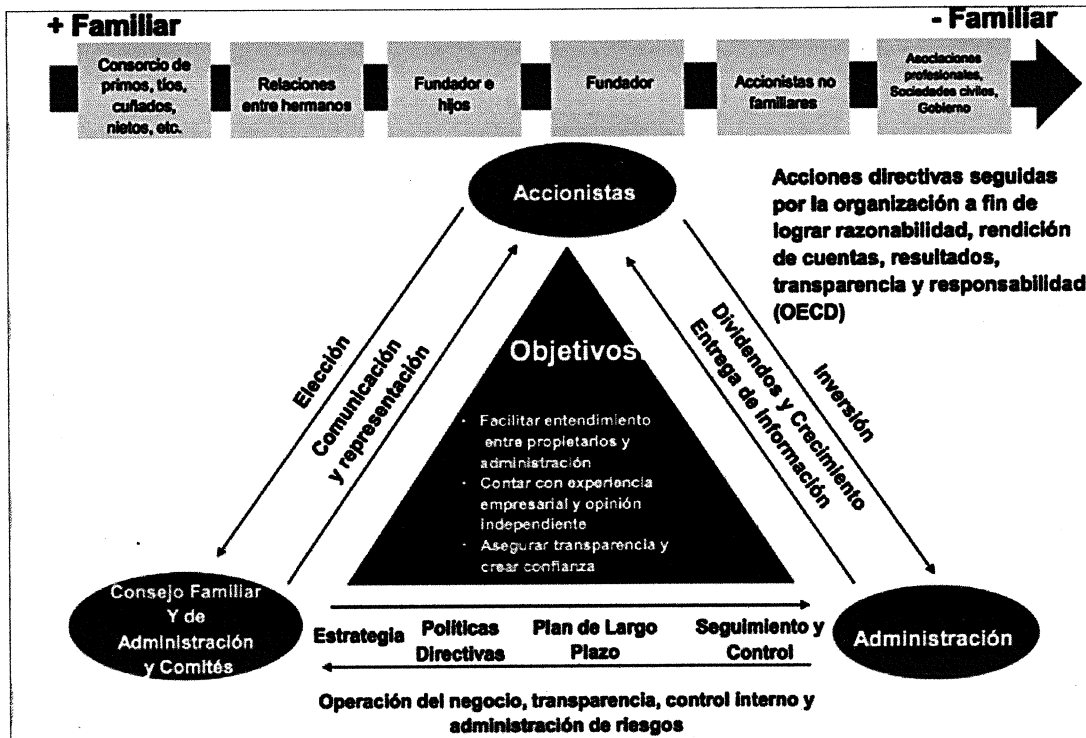 + Familiar
- Familiar
Consorcio de
primos, tíos,
cuñados,
nietos, etc.
Relaciones
entre hermanos
Fundador e
hijos
Fundador
Accionistas no
familiares
Asociaciones
profesionales,
Sociedades civiles,
Gobierno
Accionistas
Acciones directivas seguidas
por la organización a fin de
lograr razonabilidad, rendición
de cuentas, resultados,
transparencia y responsabilidad
(OECD)
Elección
Comunicación
y representación
Objetivos:
• Facilitar entendimiento
entre propietarios y
administración
• Contar con experiencia
empresarial y opinión
independiente
• Asegurar transparencia y
crear confianza
Inversión
Dividendos y Crecimiento
Entrega de información
Consejo Familiar
Y de
Administración
y Comités
Estrategia
Políticas
Directivas
Plan de Largo
Plazo
Seguimiento y
Control
Administración
Operación del negocio, transparencia, control interno y
administración de riesgos